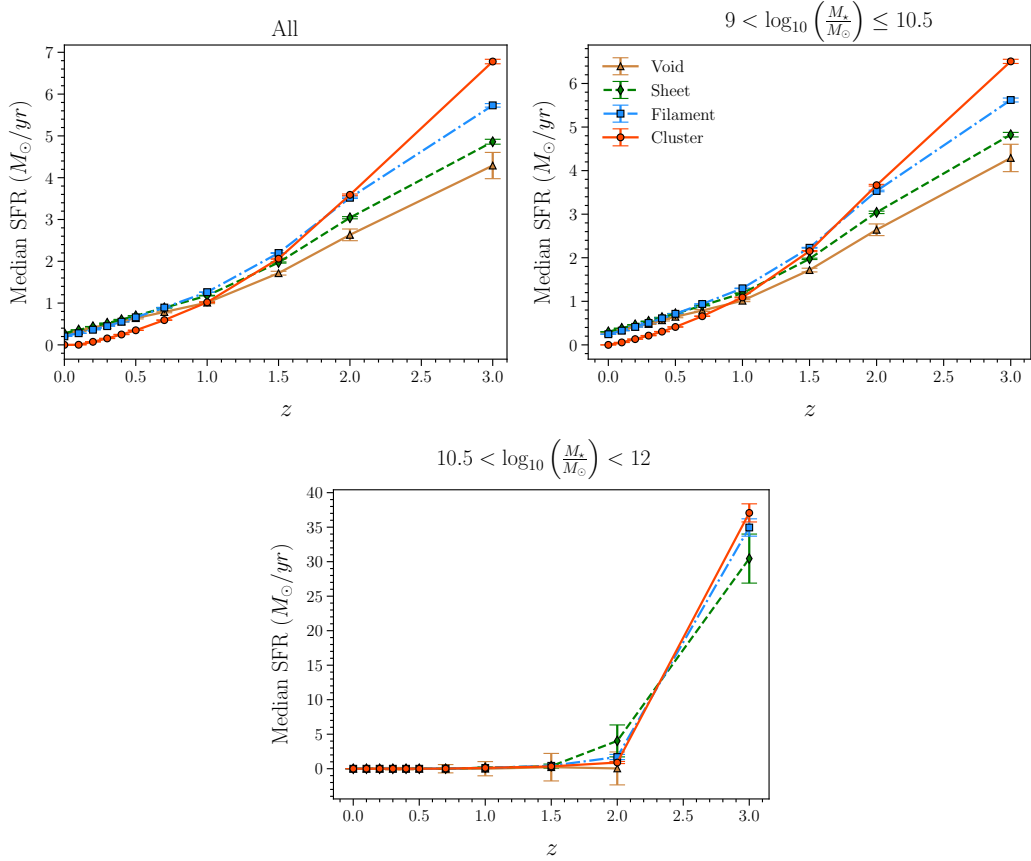 All
7
6
5
4
3
2
1
0
Median SFR (M⊙/yr)
0.0 0.5 1.0 1.5 2.0 2.5 3.0
z
9 < log₁₀ (M⋆/M⊙) ≤ 10.5
Void
Sheet
Filament
Cluster
6
5
4
3
2
1
0
Median SFR (M⊙/yr)
0.0 0.5 1.0 1.5 2.0 2.5 3.0
z
10.5 < log₁₀ (M⋆/M⊙) < 12
40
35
30
25
20
15
10
5
0
Median SFR (M⊙/yr)
0.0 0.5 1.0 1.5 2.0 2.5 3.0
z